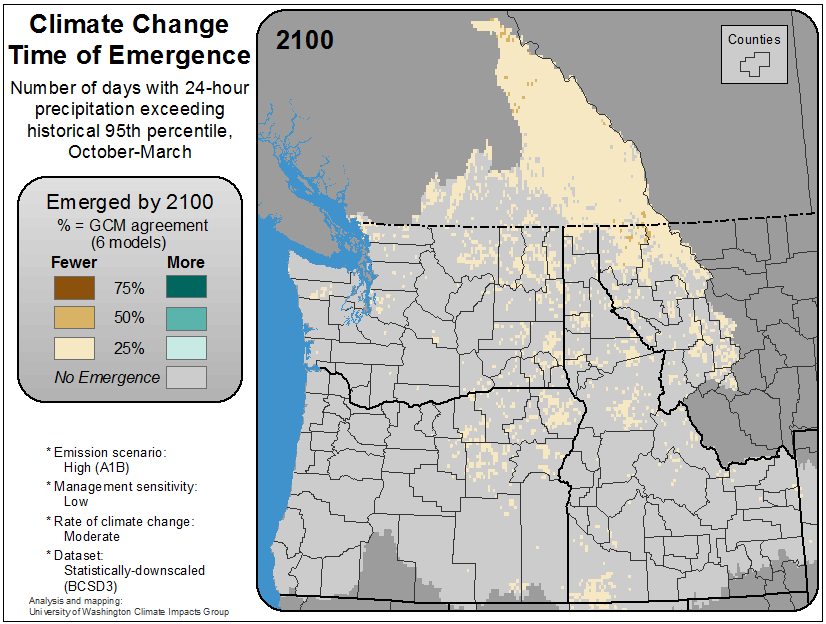 Climate Change
Time of Emergence
Number of days with 24-hour
precipitation exceeding
historical 95th percentile,
October-March
Emerged by 2100
% = GCM agreement
(6 models)
Fewer More
75%
50%
25%
No Emergence
* Emission scenario:
High (A1B)
* Management sensitivity:
Low
* Rate of climate change:
Moderate
* Dataset:
Statistically-downscaled
(BCSD3)
Analysis and mapping:
University of Washington Climate Impacts Group
2100
Counties